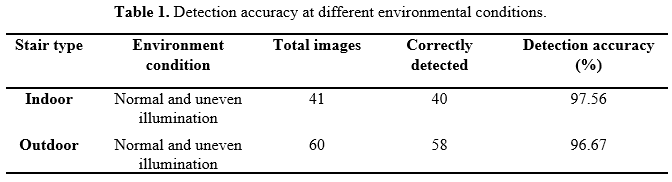 Table 1. Detection accuracy at different environmental conditions.
Stair type Environment condition Total images Correctly detected Detection accuracy (%)
Indoor Normal and uneven illumination 41 40 97.56
Outdoor Normal and uneven illumination 60 58 96.67